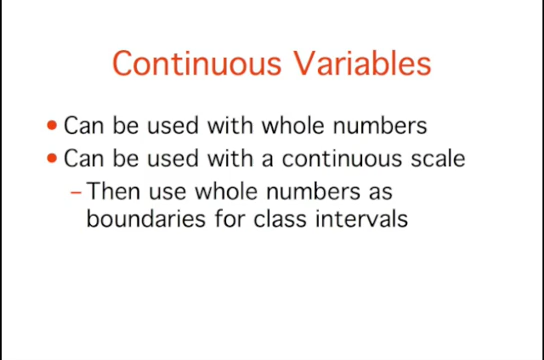 Continuous Variables
• Can be used with whole numbers
• Can be used with a continuous scale
– Then use whole numbers as
boundaries for class intervals